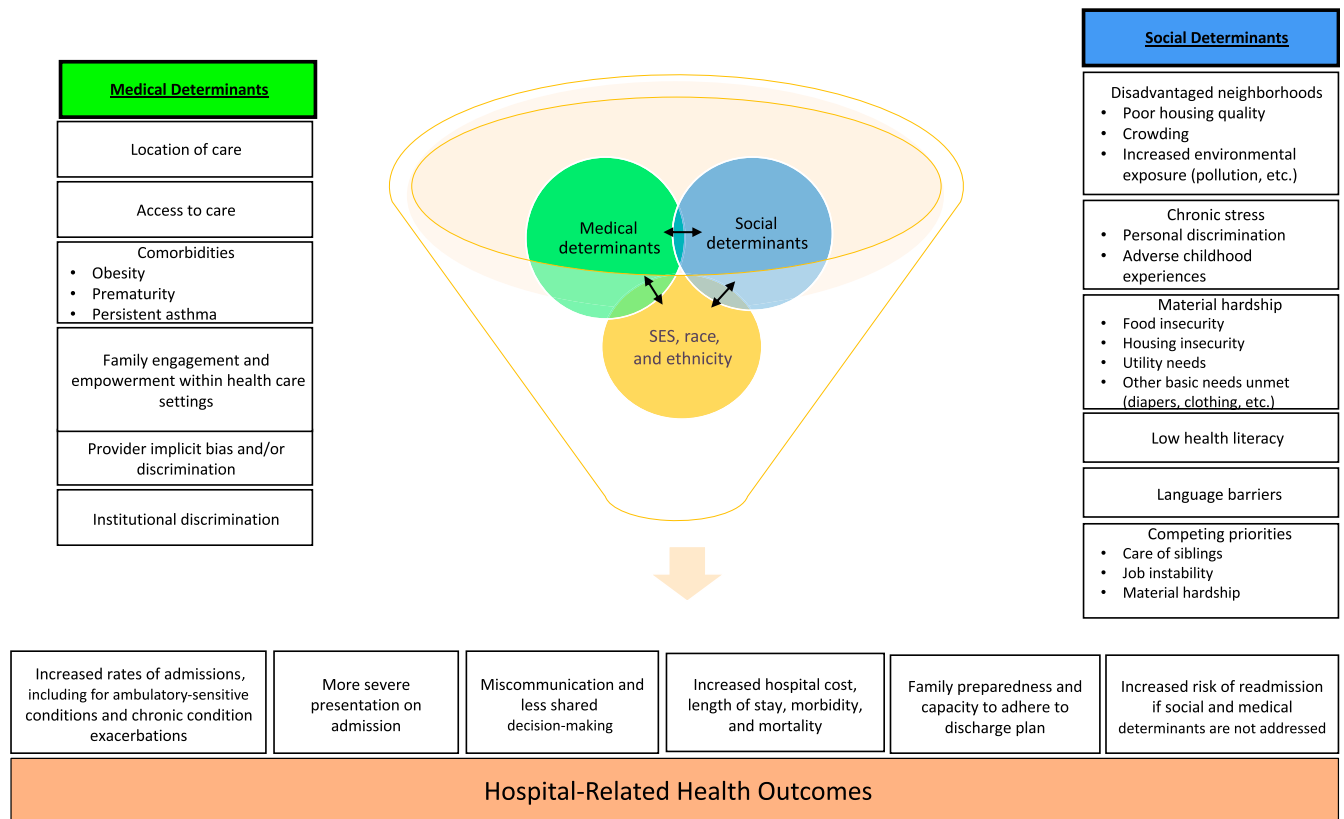 Medical Determinants
Location of care
Access to care
Comorbidities
• Obesity
• Prematurity
• Persistent asthma
Family engagement and
empowerment within health care
settings
Provider implicit bias and/or
discrimination
Institutional discrimination
Medical
determinants
Social
determinants
SES, race,
and ethnicity
Social Determinants
Disadvantaged neighborhoods
• Poor housing quality
• Crowding
• Increased environmental
exposure (pollution, etc.)
Chronic stress
• Personal discrimination
• Adverse childhood
experiences
Material hardship
• Food insecurity
• Housing insecurity
• Utility needs
• Other basic needs unmet
(diapers, clothing, etc.)
Low health literacy
Language barriers
Competing priorities
• Care of siblings
• Job instability
• Material hardship
Increased rates of admissions,
including for ambulatory-sensitive
conditions and chronic condition
exacerbations
More severe
presentation on
admission
Miscommunication and
less shared
decision-making
Increased hospital cost,
length of stay, morbidity,
and mortality
Family preparedness and
capacity to adhere to
discharge plan
Increased risk of readmission
if social and medical
determinants are not addressed
Hospital-Related Health Outcomes